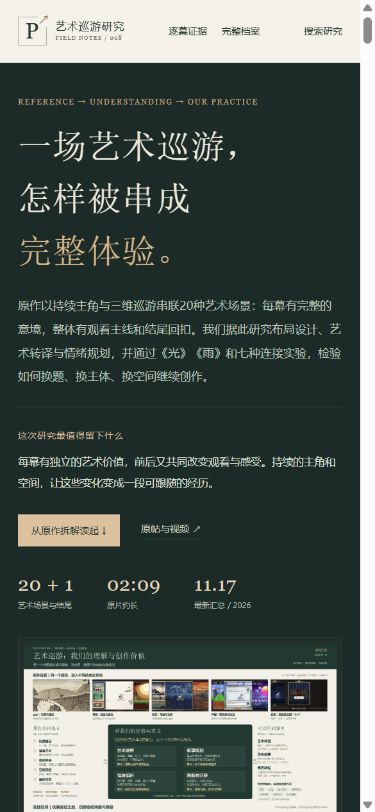 P
艺术巡游研究
FIELD NOTES / 008
逐幕证据 完整档案 搜索研究
REFERENCE → UNDERSTANDING → OUR PRACTICE
一场艺术巡游，
怎样被串成
完整体验。
原作以持续主角与三维巡游串联20种艺术场景：每幕有完整的
意境，整体有观看主线和结尾回扣。我们据此研究布局设计、艺
术转译与情绪规划，并通过《光》《雨》和七种连接实验，检验
如何换题、换主体、换空间继续创作。
这次研究最值得留下什么
每幕有独立的艺术价值，前后又共同改变观看与感受。持续的主角和
空间，让这些变化变成一段可跟随的经历。
从原作拆解读起 ↓ 原帖与视频 ↗
20 + 1 02:09 11.17
艺术场景与结尾 原片约长 最新汇总 / 2026
艺术巡游：我们的理解与创作价值